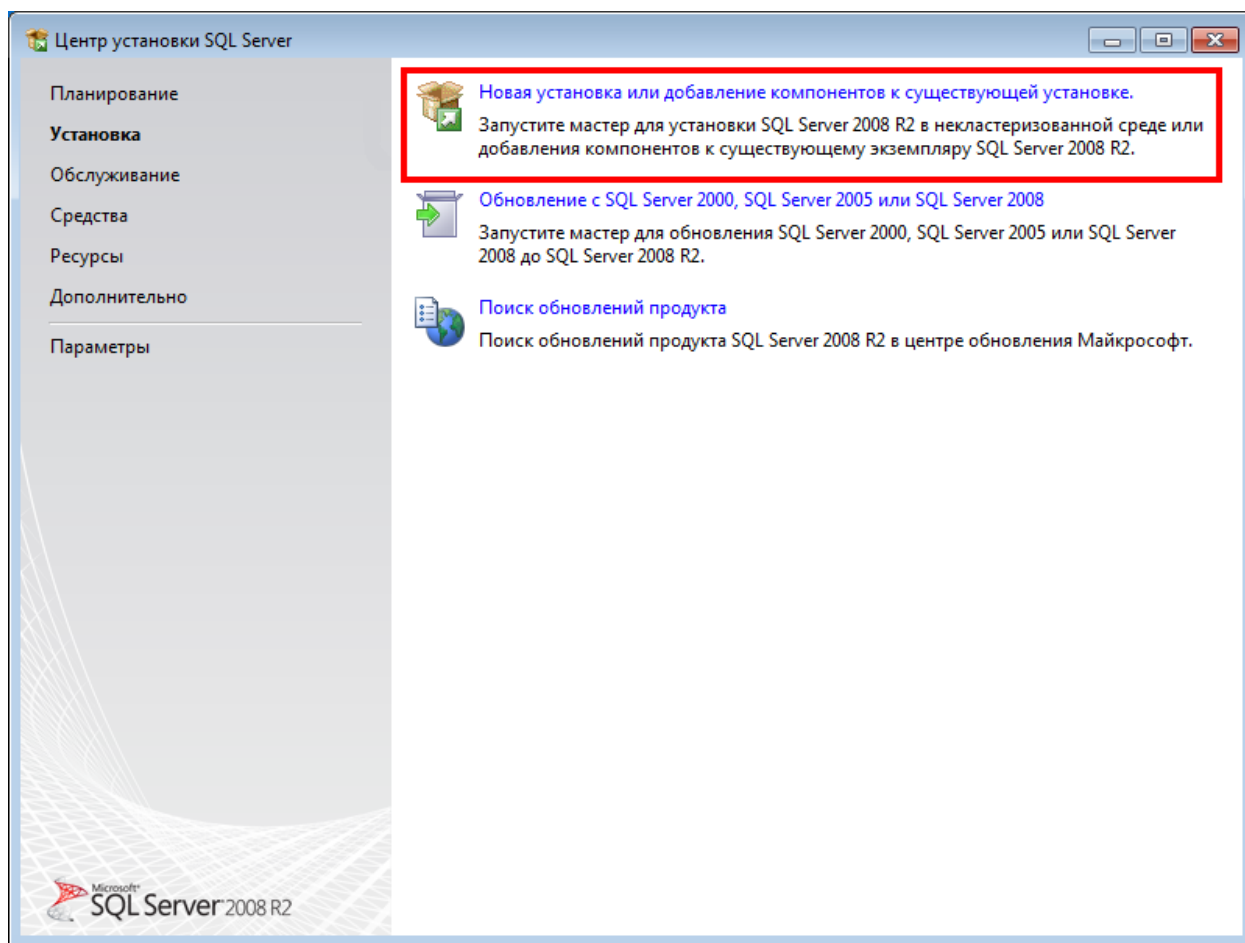 Центр установки SQL Server
Планирование
Установка
Обслуживание
Средства
Ресурсы
Дополнительно
Параметры
Новая установка или добавление компонентов к существующей установке.
Запустите мастер для установки SQL Server 2008 R2 в некластеризованной среде или
добавления компонентов к существующему экземпляру SQL Server 2008 R2.
Обновление с SQL Server 2000, SQL Server 2005 или SQL Server 2008
Запустите мастер для обновления SQL Server 2000, SQL Server 2005 или SQL Server
2008 до SQL Server 2008 R2.
Поиск обновлений продукта
Поиск обновлений продукта SQL Server 2008 R2 в центре обновления Майкрософт.
Microsoft®
SQL Server® 2008 R2